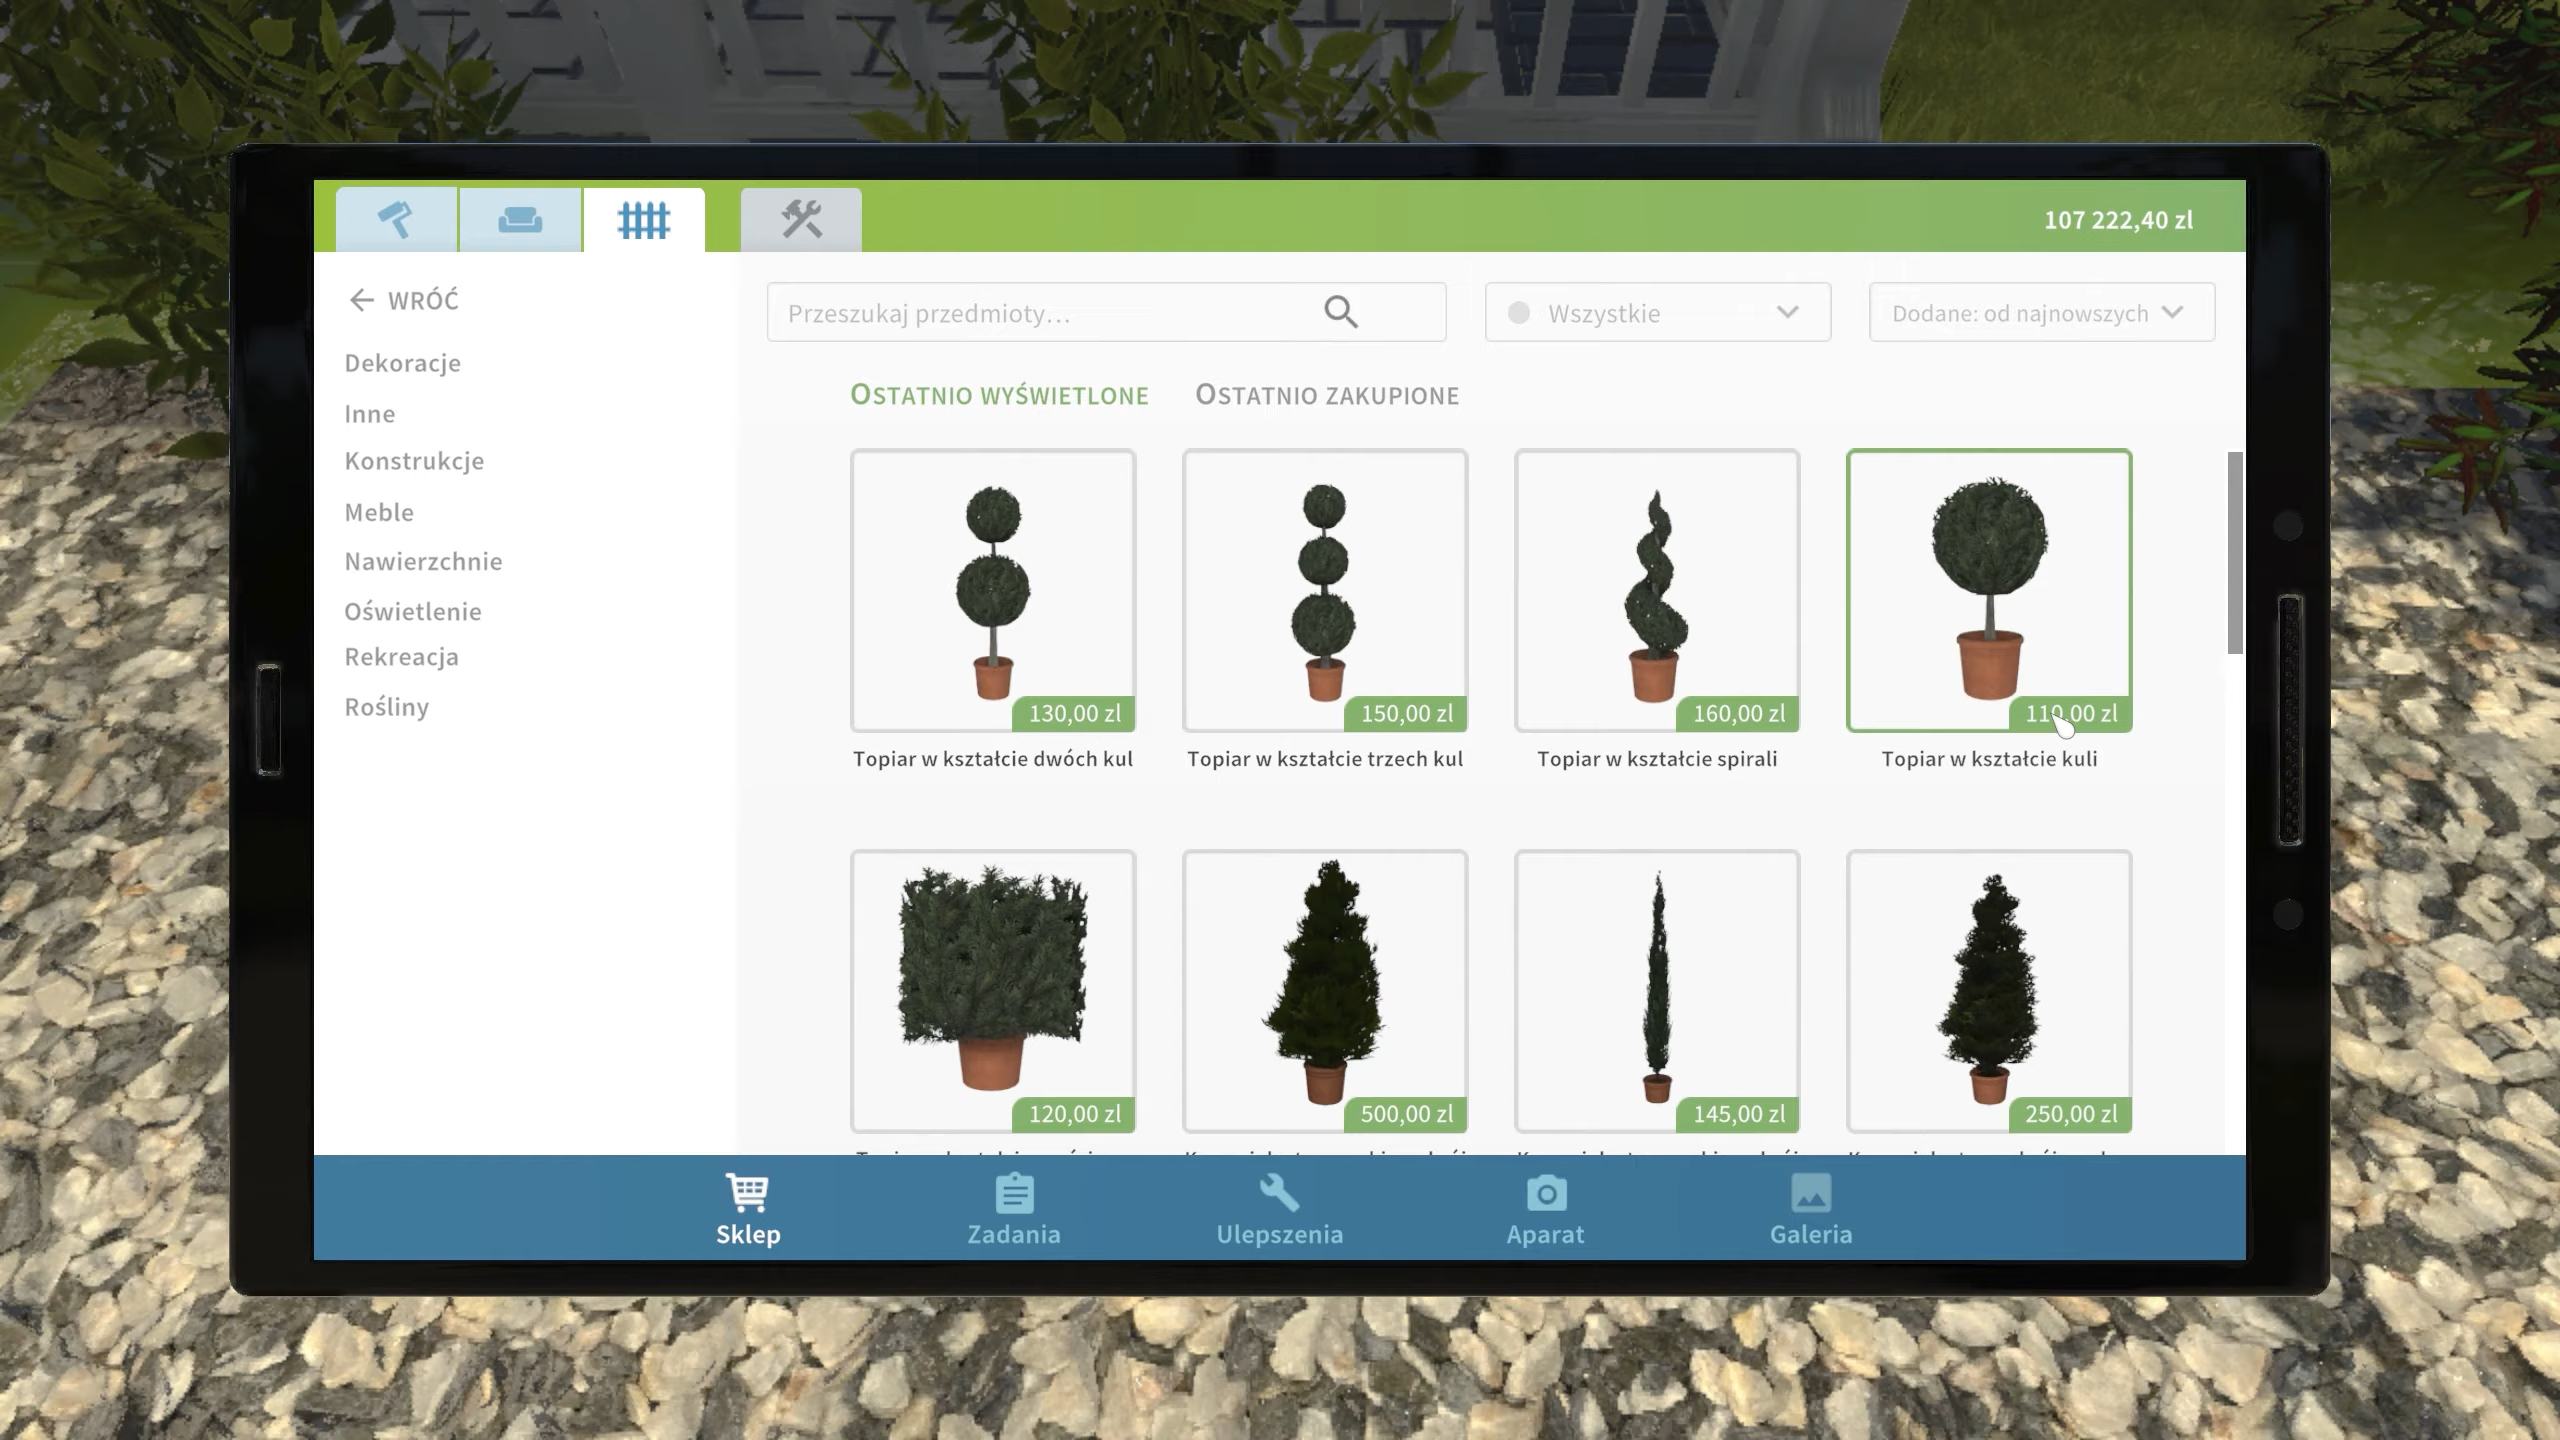 107 222,40 zl
WRÓĆ
Przeszukaj przedmioty...
Wszystkie
Dodane: od najnowszych
Dekoracje
Inne
Konstrukcje
Meble
Nawierzchnie
Oświetlenie
Rekreacja
Rośliny
OSTATNIO WYŚWIETLONE
OSTATNIO ZAKUPIONE
130,00 zl
150,00 zl
160,00 zl
110,00 zl
Topiar w kształcie dwóch kul
Topiar w kształcie trzech kul
Topiar w kształcie spirali
Topiar w kształcie kuli
120,00 zl
500,00 zl
145,00 zl
250,00 zl
Sklep
Zadania
Ulepszenia
Aparat
Galeria